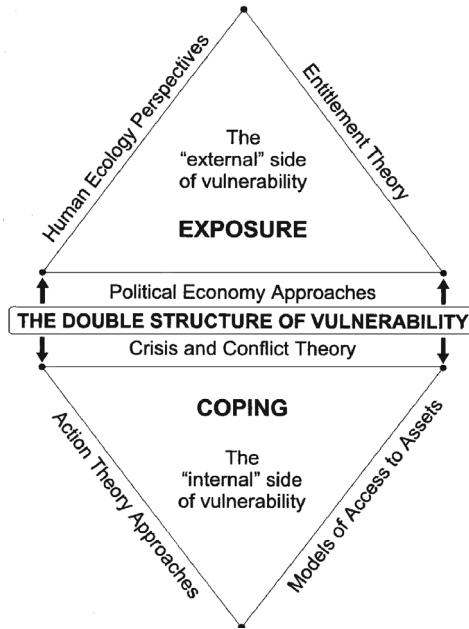 Human Ecology Perspectives
Entitlement Theory
The
"external" side
of vulnerability
EXPOSURE
Political Economy Approaches
THE DOUBLE STRUCTURE OF VULNERABILITY
Crisis and Conflict Theory
COPING
The
"internal" side
of vulnerability
Action Theory Approaches
Models of Access to Assets